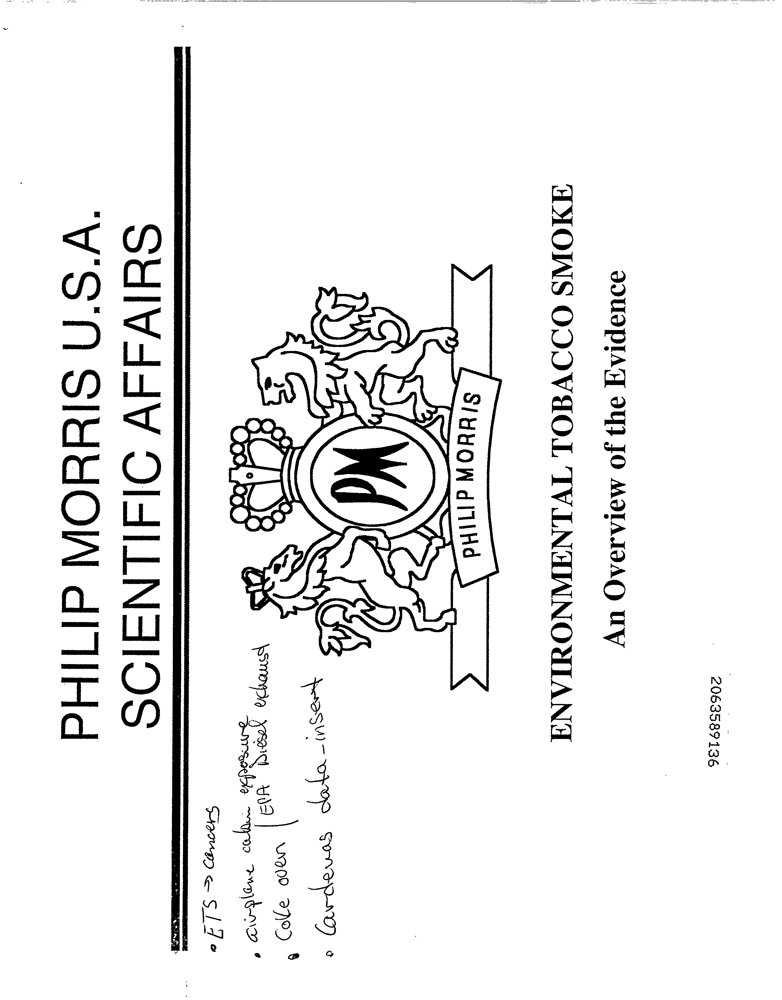 PHILIP MORRIS U.S.A.
SCIENTIFIC AFFAIRS
• ETS → cancers
• airplane cabin exposure
• Coke oven / EPA Diesel exhaust
• Cardenas data-insert
PM
PHILIP MORRIS
ENVIRONMENTAL TOBACCO SMOKE
An Overview of the Evidence
2063589136